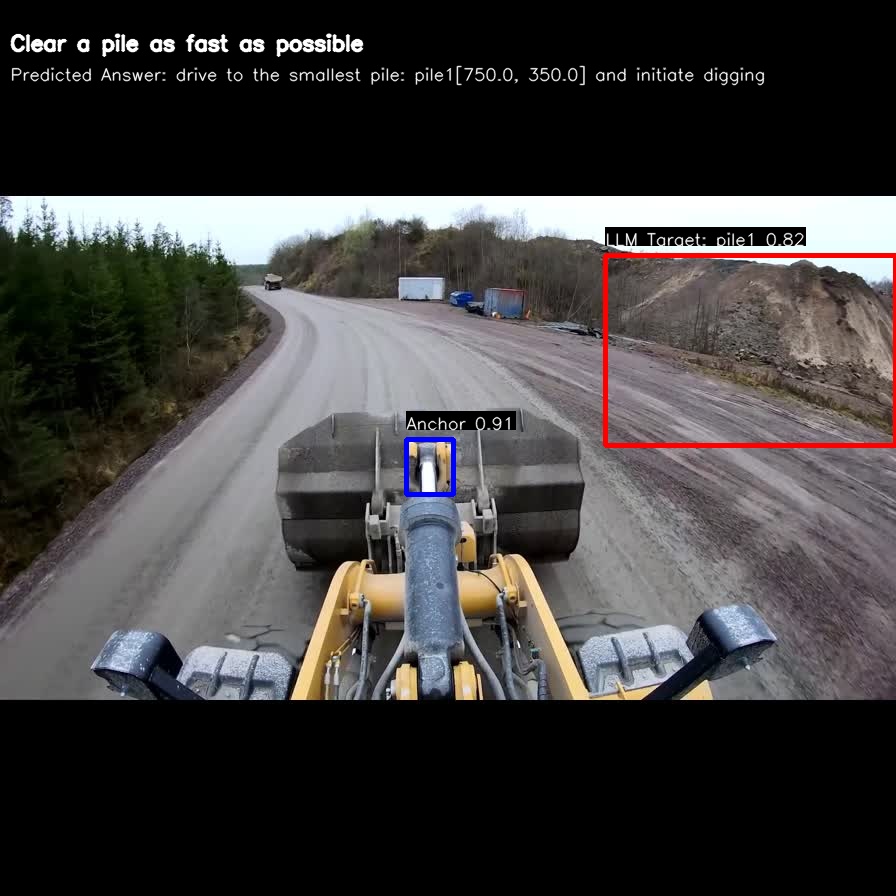 Clear a pile as fast as possible
Predicted Answer: drive to the smallest pile: pile1[750.0, 350.0] and initiate digging
LLM Target: pile1 0.82
Anchor 0.91